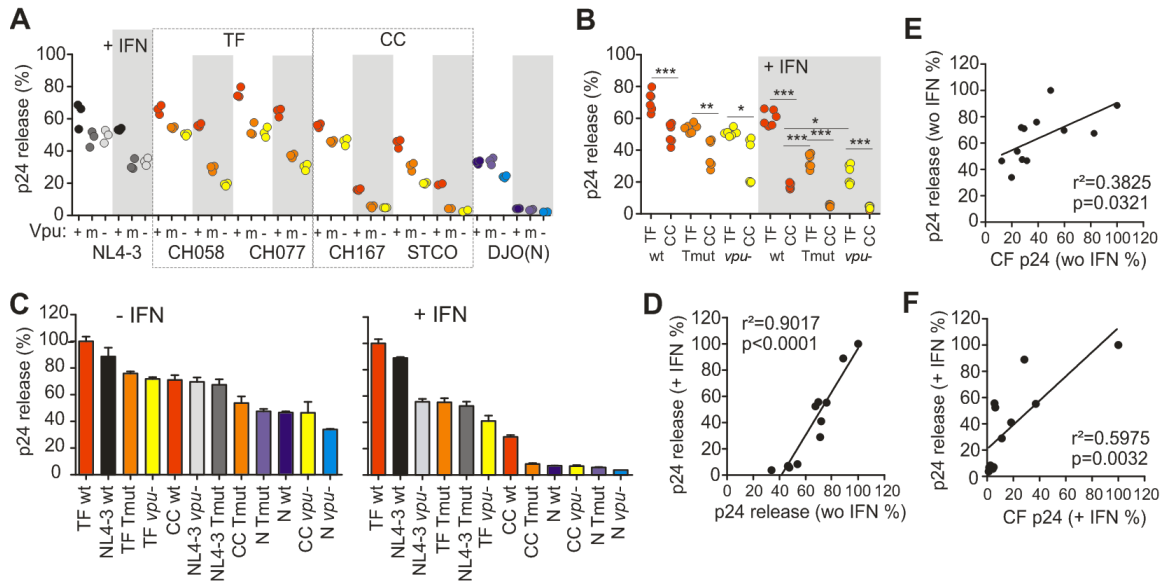 A
+ IFN
TF
CC
p24 release (%)
100
80
60
40
20
0
Vpu: + m - + m - + m - + m - + m - + m - + m - + m - + m - + m - + m - + m -
NL4-3 CH058 CH077 CH167 STCO DJO(N)
B
+ IFN
p24 release (%)
100
80
60
40
20
0
*** ** * *** *** *** * ***
TF CC TF CC TF CC TF CC TF CC TF CC
wt Tmut vpu- wt Tmut vpu-
E
p24 release (wo IFN %)
120
100
80
60
40
20
0
r²=0.3825
p=0.0321
0 20 40 60 80 100 120
CF p24 (wo IFN %)
C
- IFN
p24 release (%)
120
100
80
60
40
20
0
TF wt
NL4-3 wt
TF Tmut
TF vpu-
CC wt
NL4-3 vpu-
NL4-3 Tmut
CC Tmut
N Tmut
N wt
CC vpu-
N vpu-
+ IFN
TF wt
NL4-3 wt
NL4-3 vpu-
TF Tmut
NL4-3 Tmut
TF vpu-
CC wt
CC Tmut
N wt
CC vpu-
N Tmut
N vpu-
D
p24 release (+ IFN %)
120
100
80
60
40
20
0
r²=0.9017
p<0.0001
0 20 40 60 80 100 120
p24 release (wo IFN %)
F
p24 release (+ IFN %)
120
100
80
60
40
20
0
r²=0.5975
p=0.0032
0 20 40 60 80 100 120
CF p24 (+ IFN %)